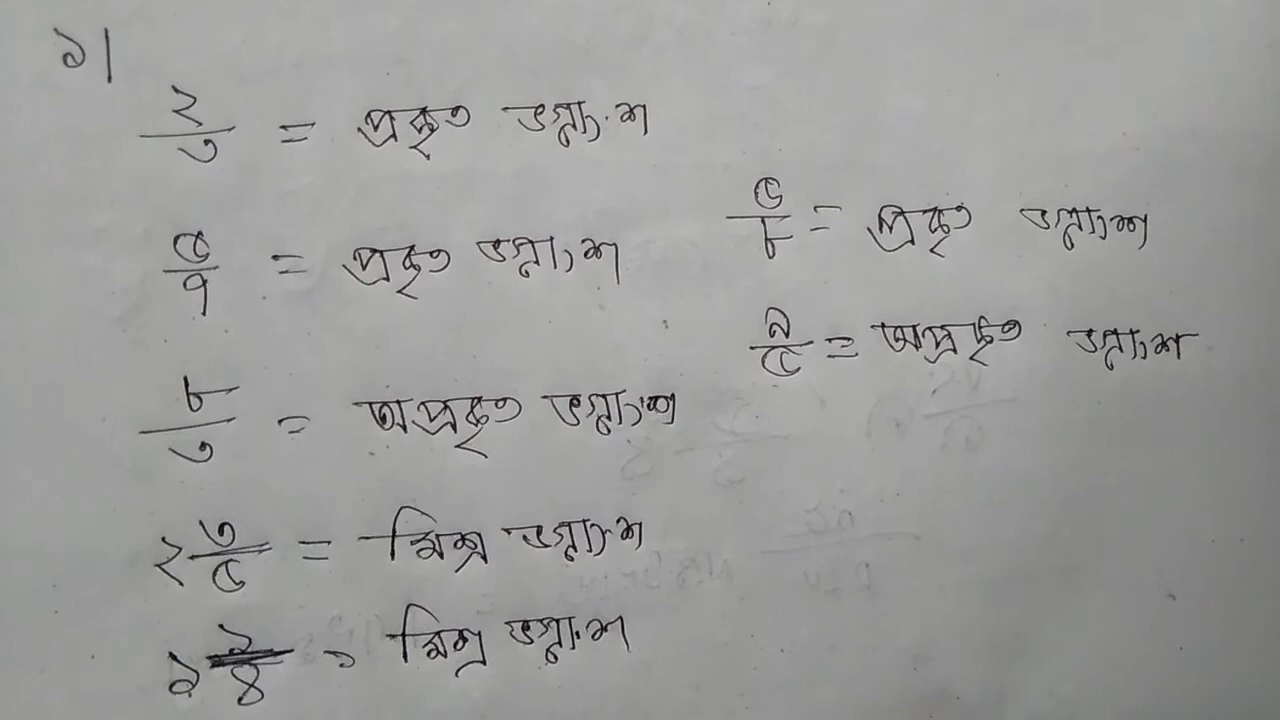 ১|
২/৩ = প্রকৃত ভগ্নাংশ
৫/৭ = প্রকৃত ভগ্নাংশ
৮/৩ = অপ্রকৃত ভগ্নাংশ
২ ৩/৫ = মিশ্র ভগ্নাংশ
১ ১/৪ = মিশ্র ভগ্নাংশ
৫/৮ = প্রকৃত ভগ্নাংশ
৯/৫ = অপ্রকৃত ভগ্নাংশ